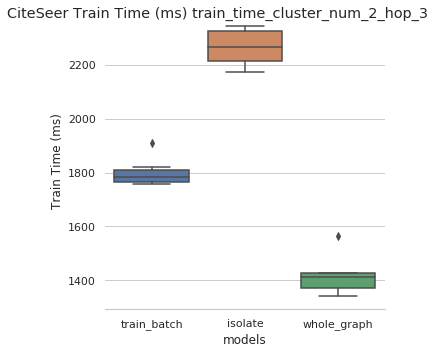 CiteSeer Train Time (ms) train_time_cluster_num_2_hop_3
2200
2000
1800
1600
1400
Train Time (ms)
train_batch
isolate
whole_graph
models